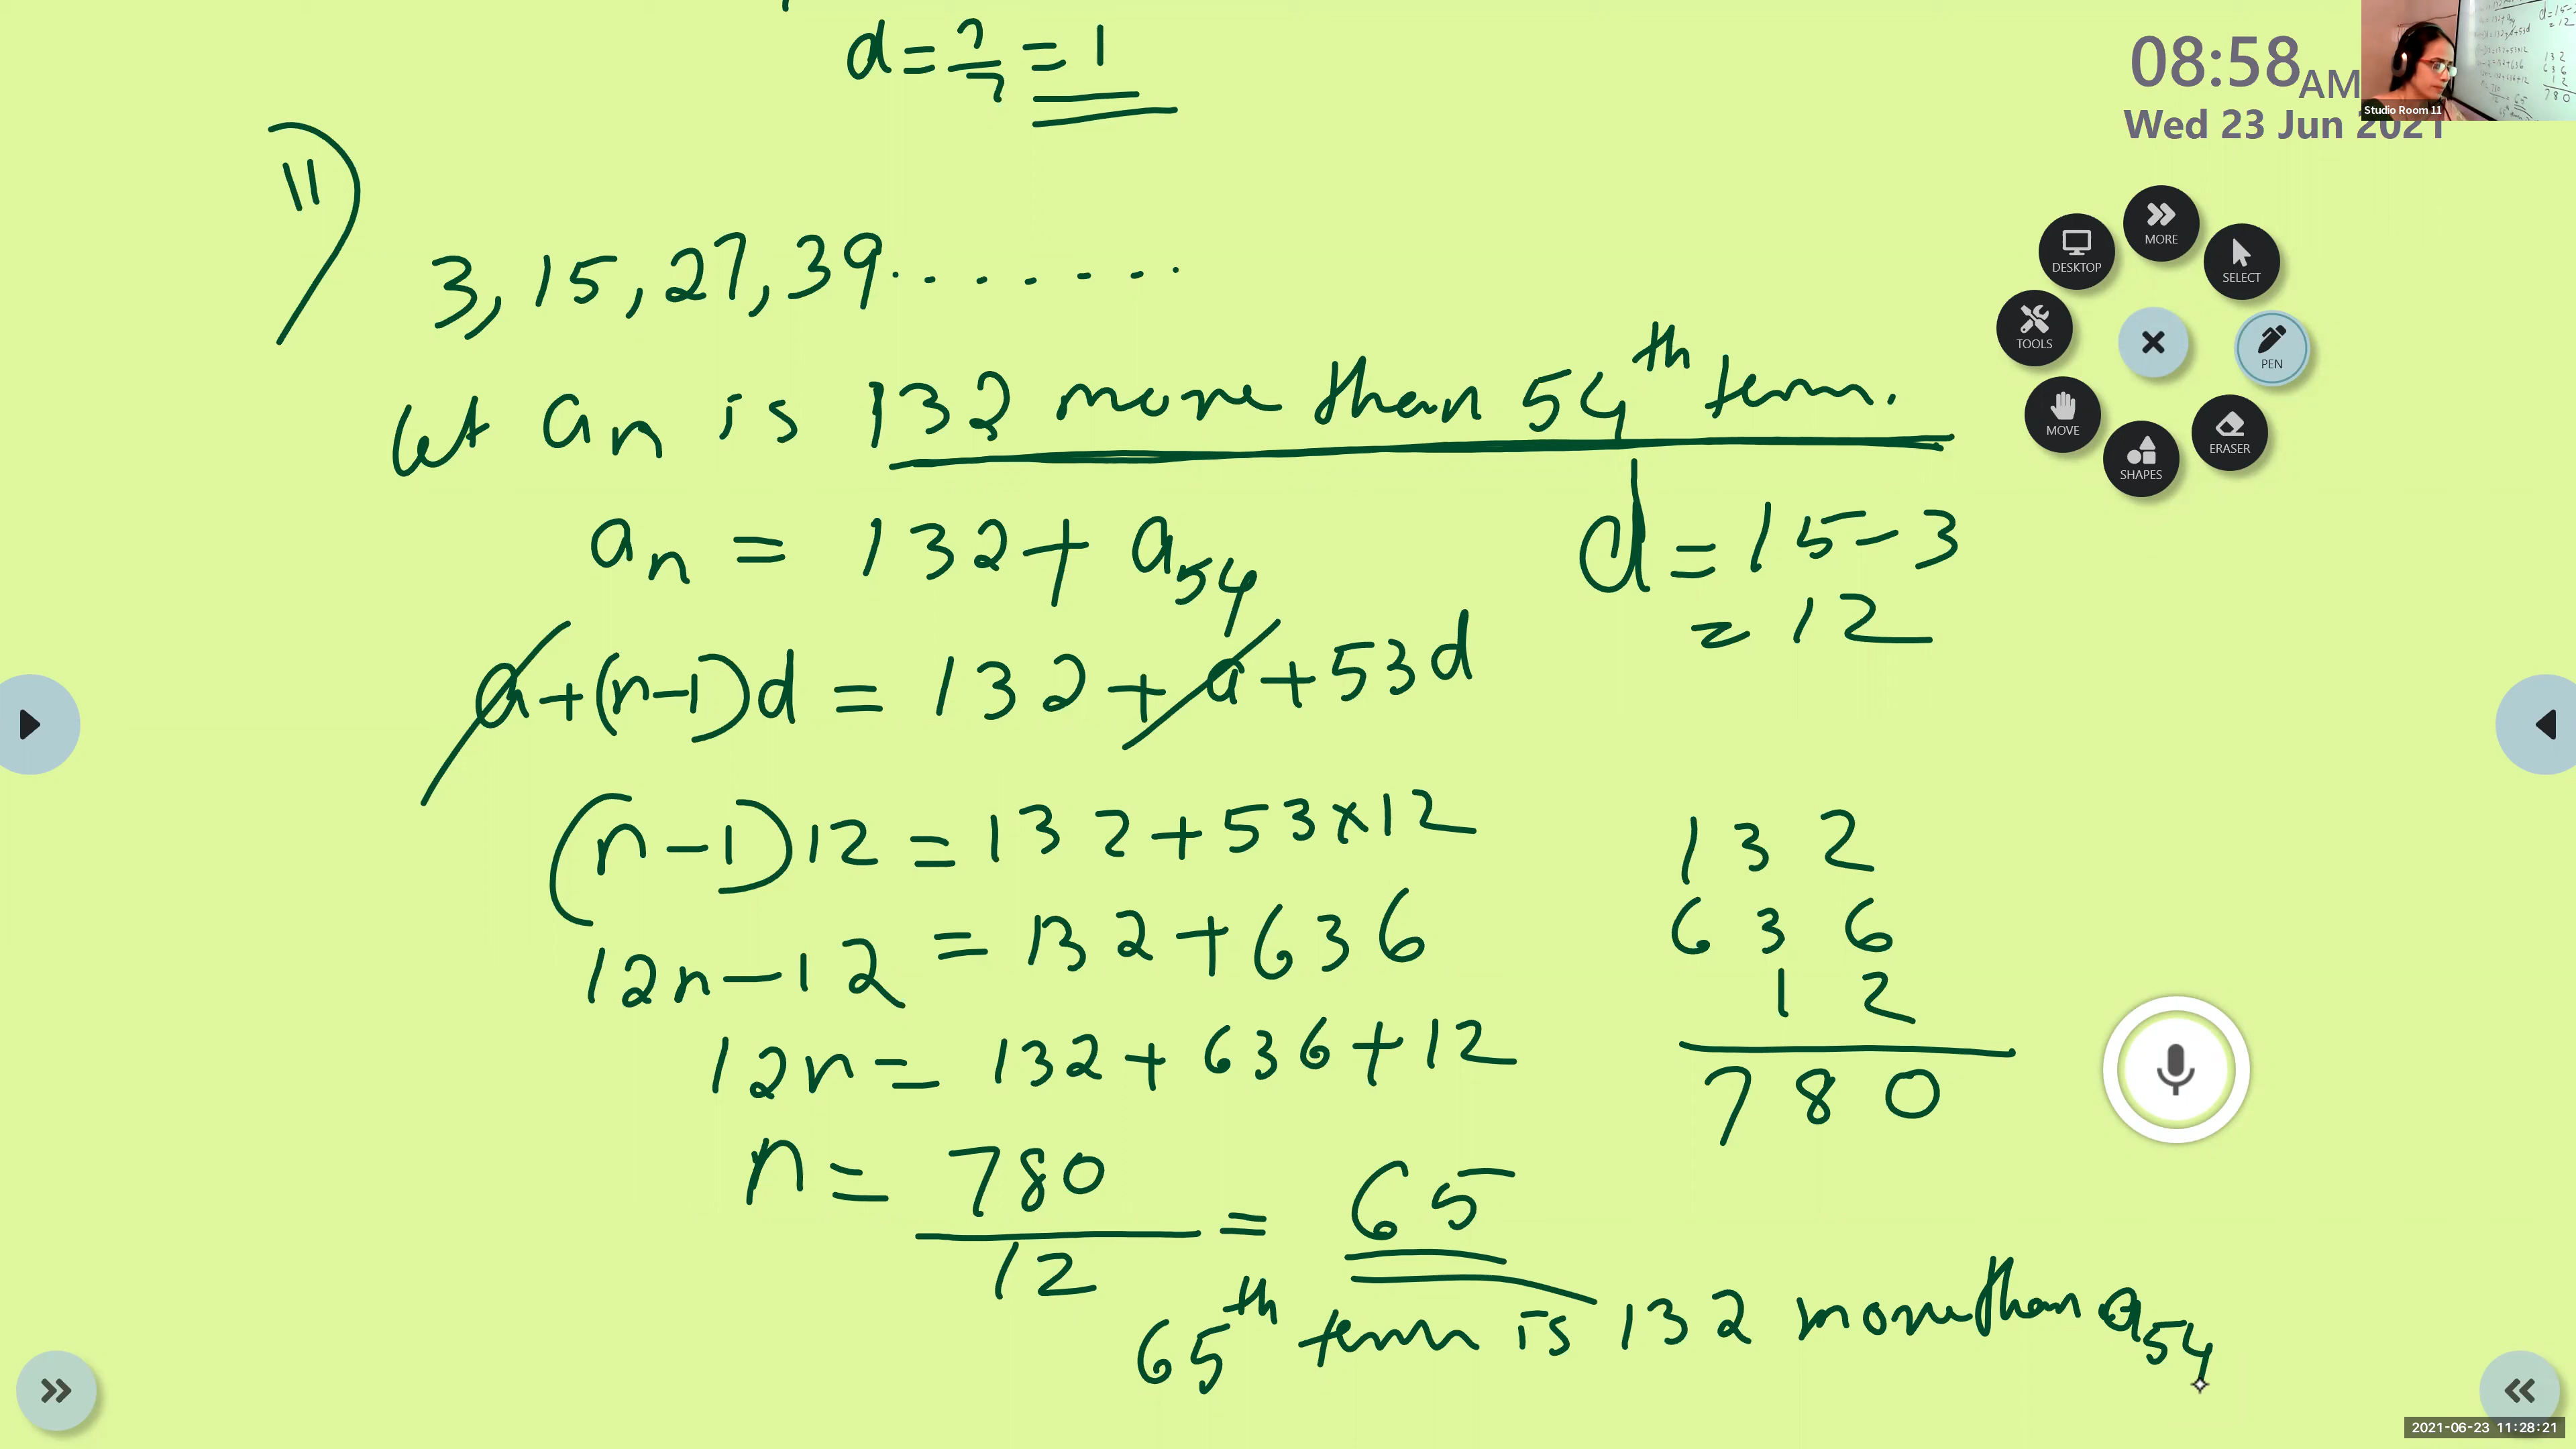 d = 7/7 = 1
08:58 AM
Wed 23 Jun 2021
Studio Room 11
11)
3, 15, 27, 39 . . . . . . .
let an is 132 more than 54th term.
an = 132 + a54
d = 15 - 3
= 12
a + (n-1)d = 132 + a + 53d
(n-1)12 = 132 + 53 x 12
12n - 12 = 132 + 636
12n = 132 + 636 + 12
n = 780/12 = 65
132
636
12
780
65th term is 132 more than a54
MORE
DESKTOP
SELECT
TOOLS
PEN
MOVE
ERASER
SHAPES
2021-06-23 11:28:21